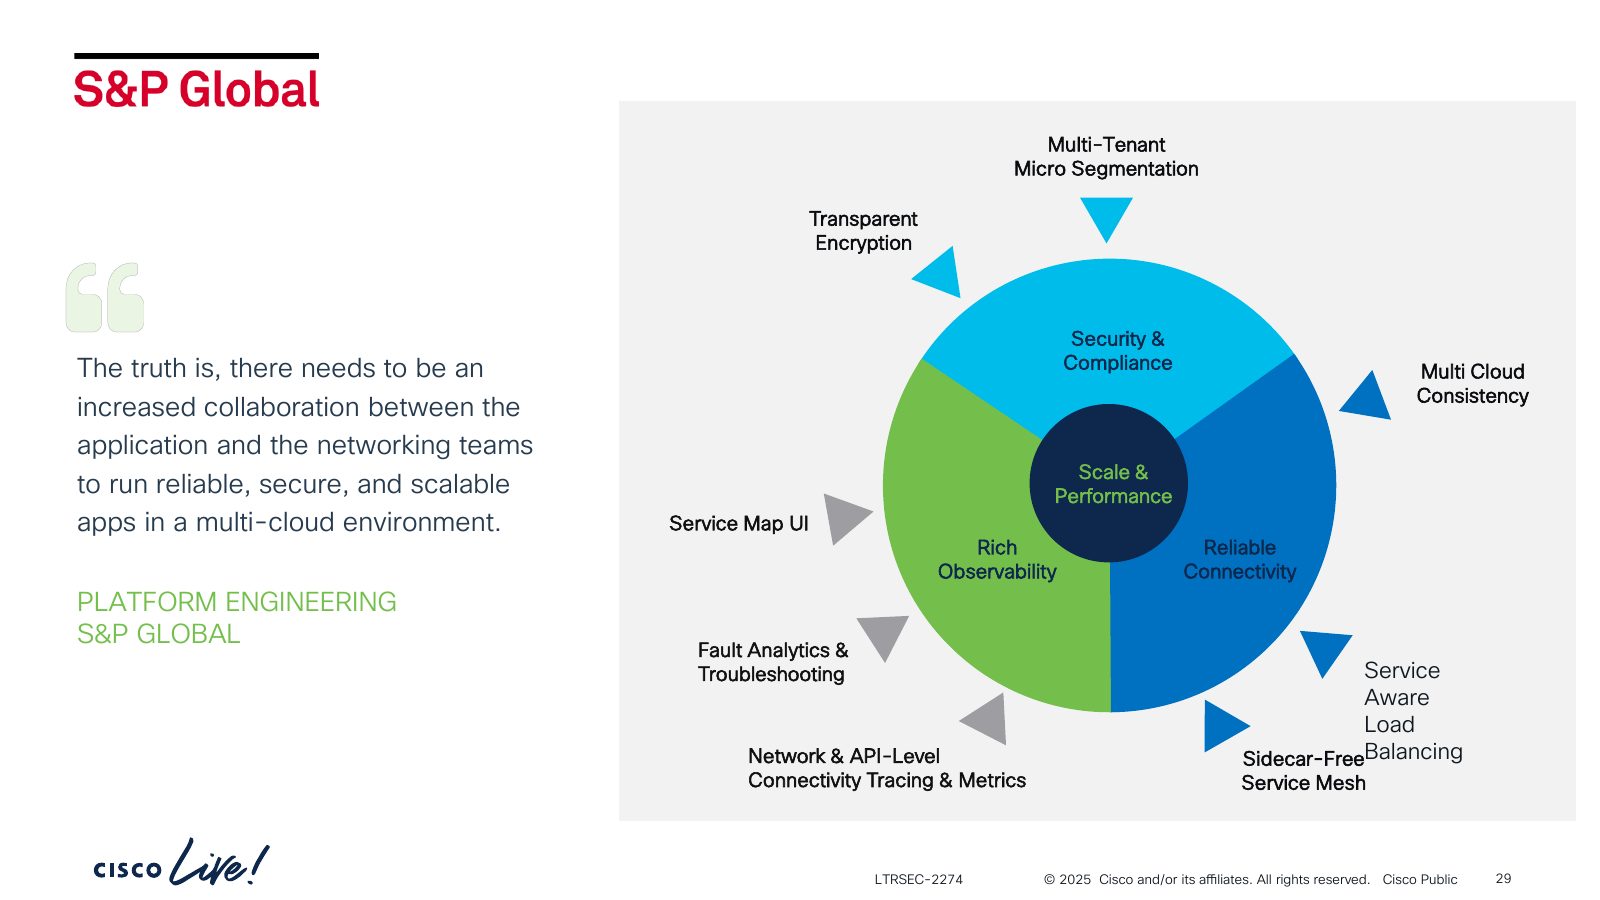 S&P Global
The truth is, there needs to be an
increased collaboration between the
application and the networking teams
to run reliable, secure, and scalable
apps in a multi-cloud environment.
PLATFORM ENGINEERING
S&P GLOBAL
Multi-Tenant
Micro Segmentation
Transparent
Encryption
Security &
Compliance
Multi Cloud
Consistency
Scale &
Performance
Service Map UI
Rich
Observability
Reliable
Connectivity
Fault Analytics &
Troubleshooting
Service
Aware
Load
Balancing
Network & API-Level
Connectivity Tracing & Metrics
Sidecar-Free
Service Mesh
CISCO Live!
LTRSEC-2274
© 2025 Cisco and/or its affiliates. All rights reserved. Cisco Public
29